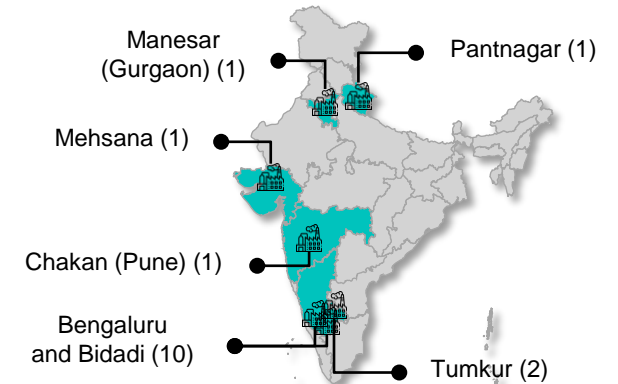 Manesar
(Gurgaon) (1)
Pantnagar (1)
Mehsana (1)
Chakan (Pune) (1)
Bengaluru
and Bidadi (10)
Tumkur (2)